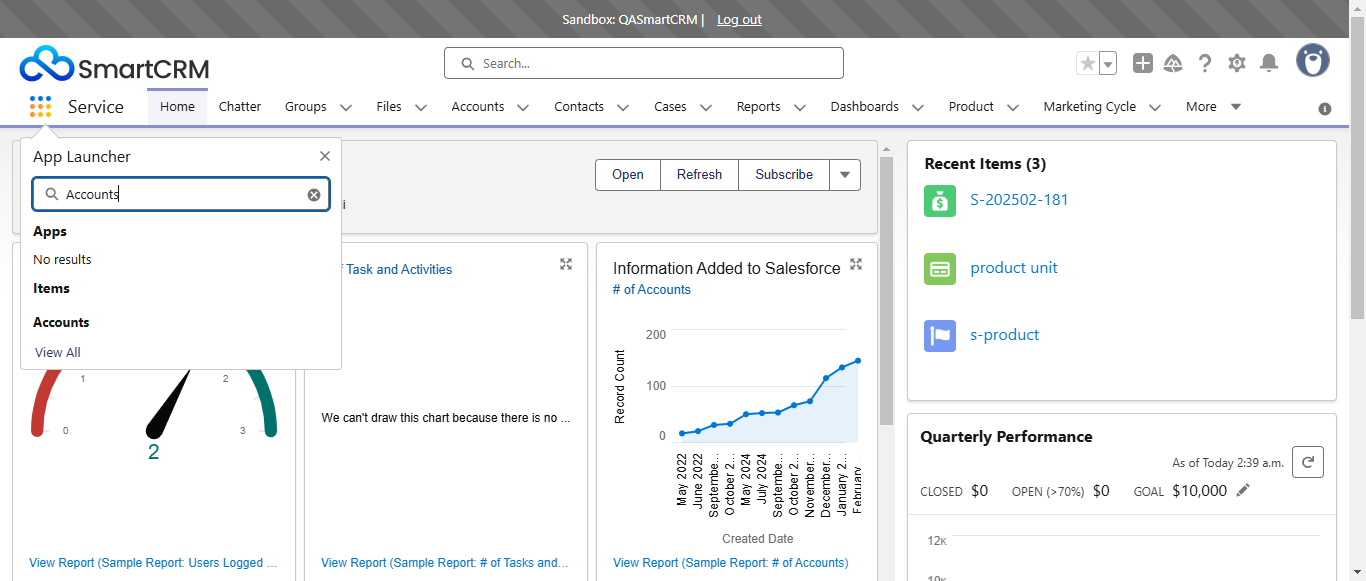 Sandbox: QASmartCRM | Log out
SmartCRM
Search...
Service
Home Chatter Groups Files Accounts Contacts Cases Reports Dashboards Product Marketing Cycle More
App Launcher
Accounts
Apps
No results
Items
Accounts
View All
i
Open Refresh Subscribe
1 2
0 3
2
View Report (Sample Report: Users Logged ...
Task and Activities
We can't draw this chart because there is no ...
View Report (Sample Report: # of Tasks and...
Information Added to Salesforce
# of Accounts
Record Count
200
100
0
May 2022
June 2022
Septembe...
October 2...
May 2024
July 2024
Septembe...
October 2...
November...
December...
January 2...
February...
Created Date
View Report (Sample Report: # of Accounts)
Recent Items (3)
S-202502-181
product unit
s-product
Quarterly Performance
As of Today 2:39 a.m.
CLOSED $0 OPEN (>70%) $0 GOAL $10,000
12K
10K